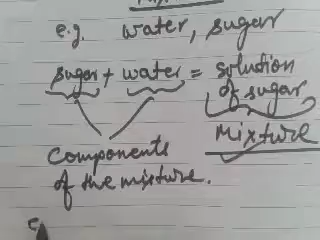 e.g. water, sugar
sugar + water = solution of sugar
Mixture
Components
of the mixture.